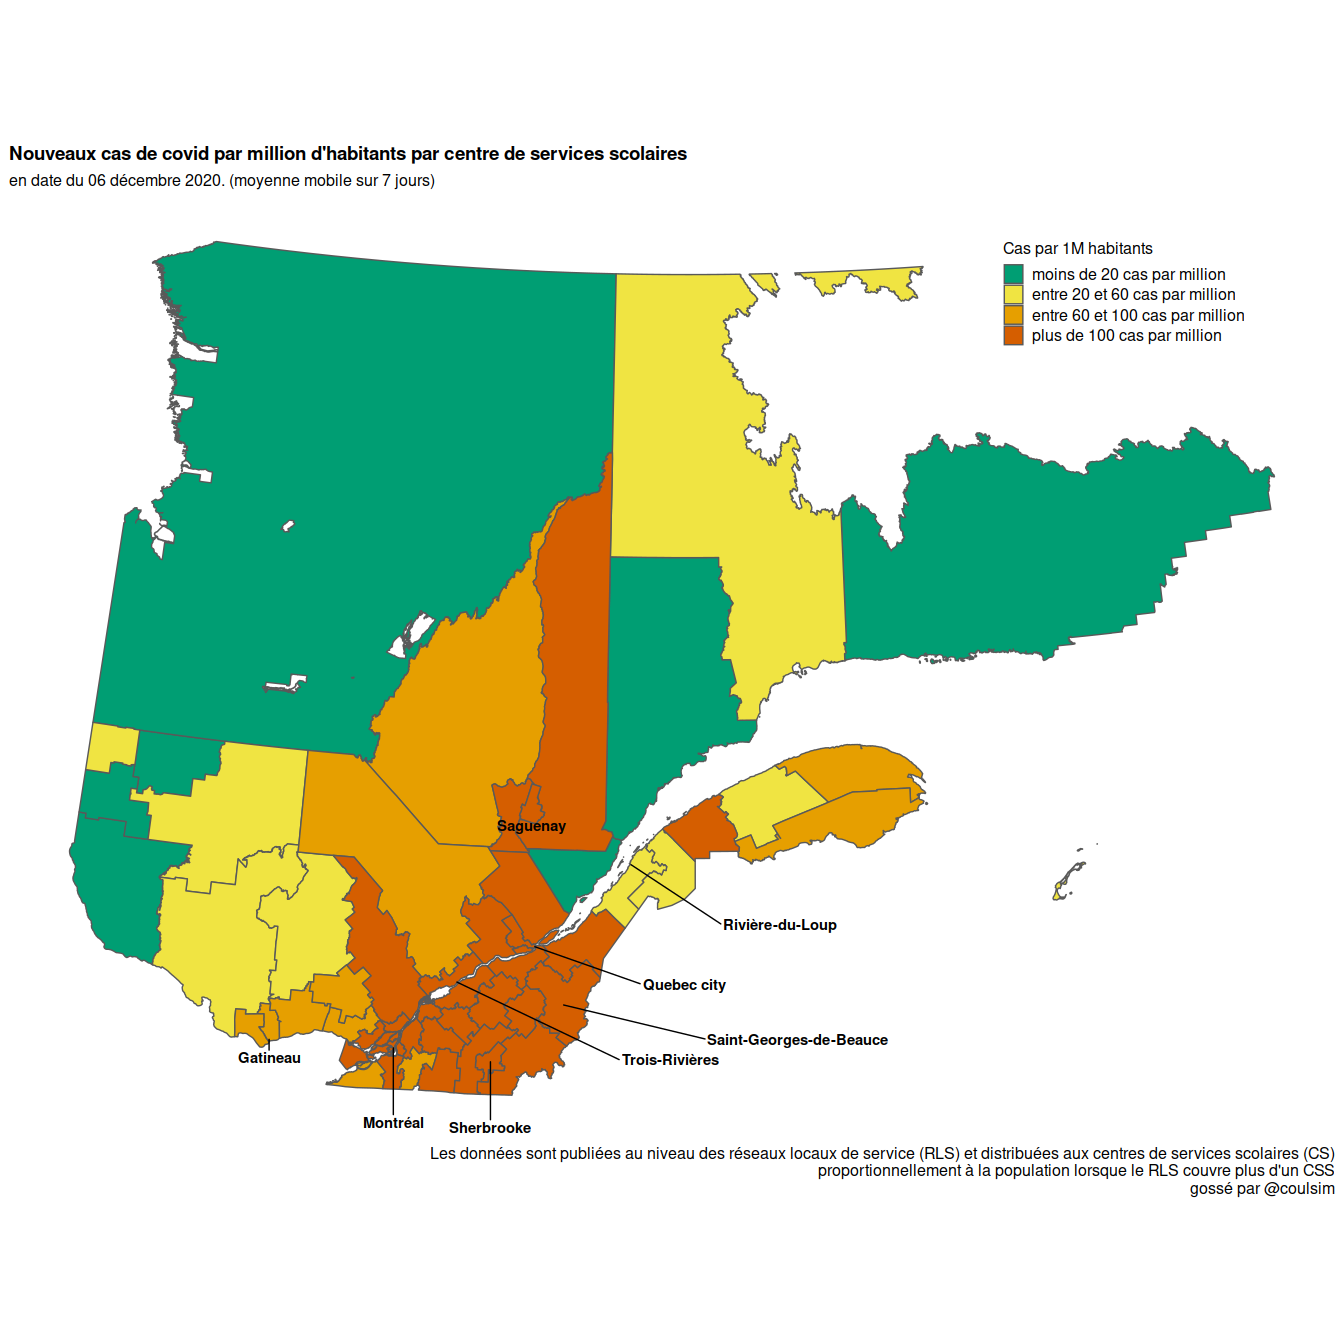 Nouveaux cas de covid par million d'habitants par centre de services scolaires
en date du 06 décembre 2020. (moyenne mobile sur 7 jours)
Cas par 1M habitants
moins de 20 cas par million
entre 20 et 60 cas par million
entre 60 et 100 cas par million
plus de 100 cas par million
Saguenay
Rivière-du-Loup
Quebec city
Saint-Georges-de-Beauce
Trois-Rivières
Gatineau
Montréal
Sherbrooke
Les données sont publiées au niveau des réseaux locaux de service (RLS) et distribuées aux centres de services scolaires (CS)
proportionnellement à la population lorsque le RLS couvre plus d'un CSS
gossé par @coulsim